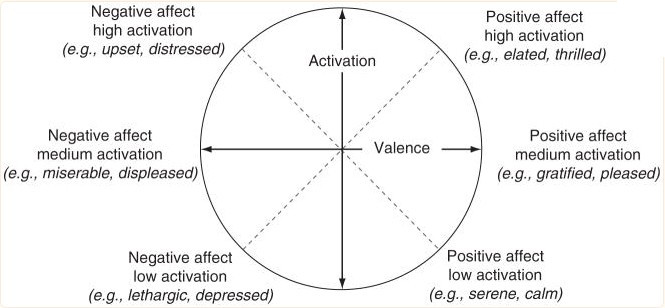 Negative affect
high activation
(e.g., upset, distressed)
Positive affect
high activation
(e.g., elated, thrilled)
Activation
Negative affect
medium activation
(e.g., miserable, displeased)
Valence
Positive affect
medium activation
(e.g., gratified, pleased)
Negative affect
low activation
(e.g., lethargic, depressed)
Positive affect
low activation
(e.g., serene, calm)